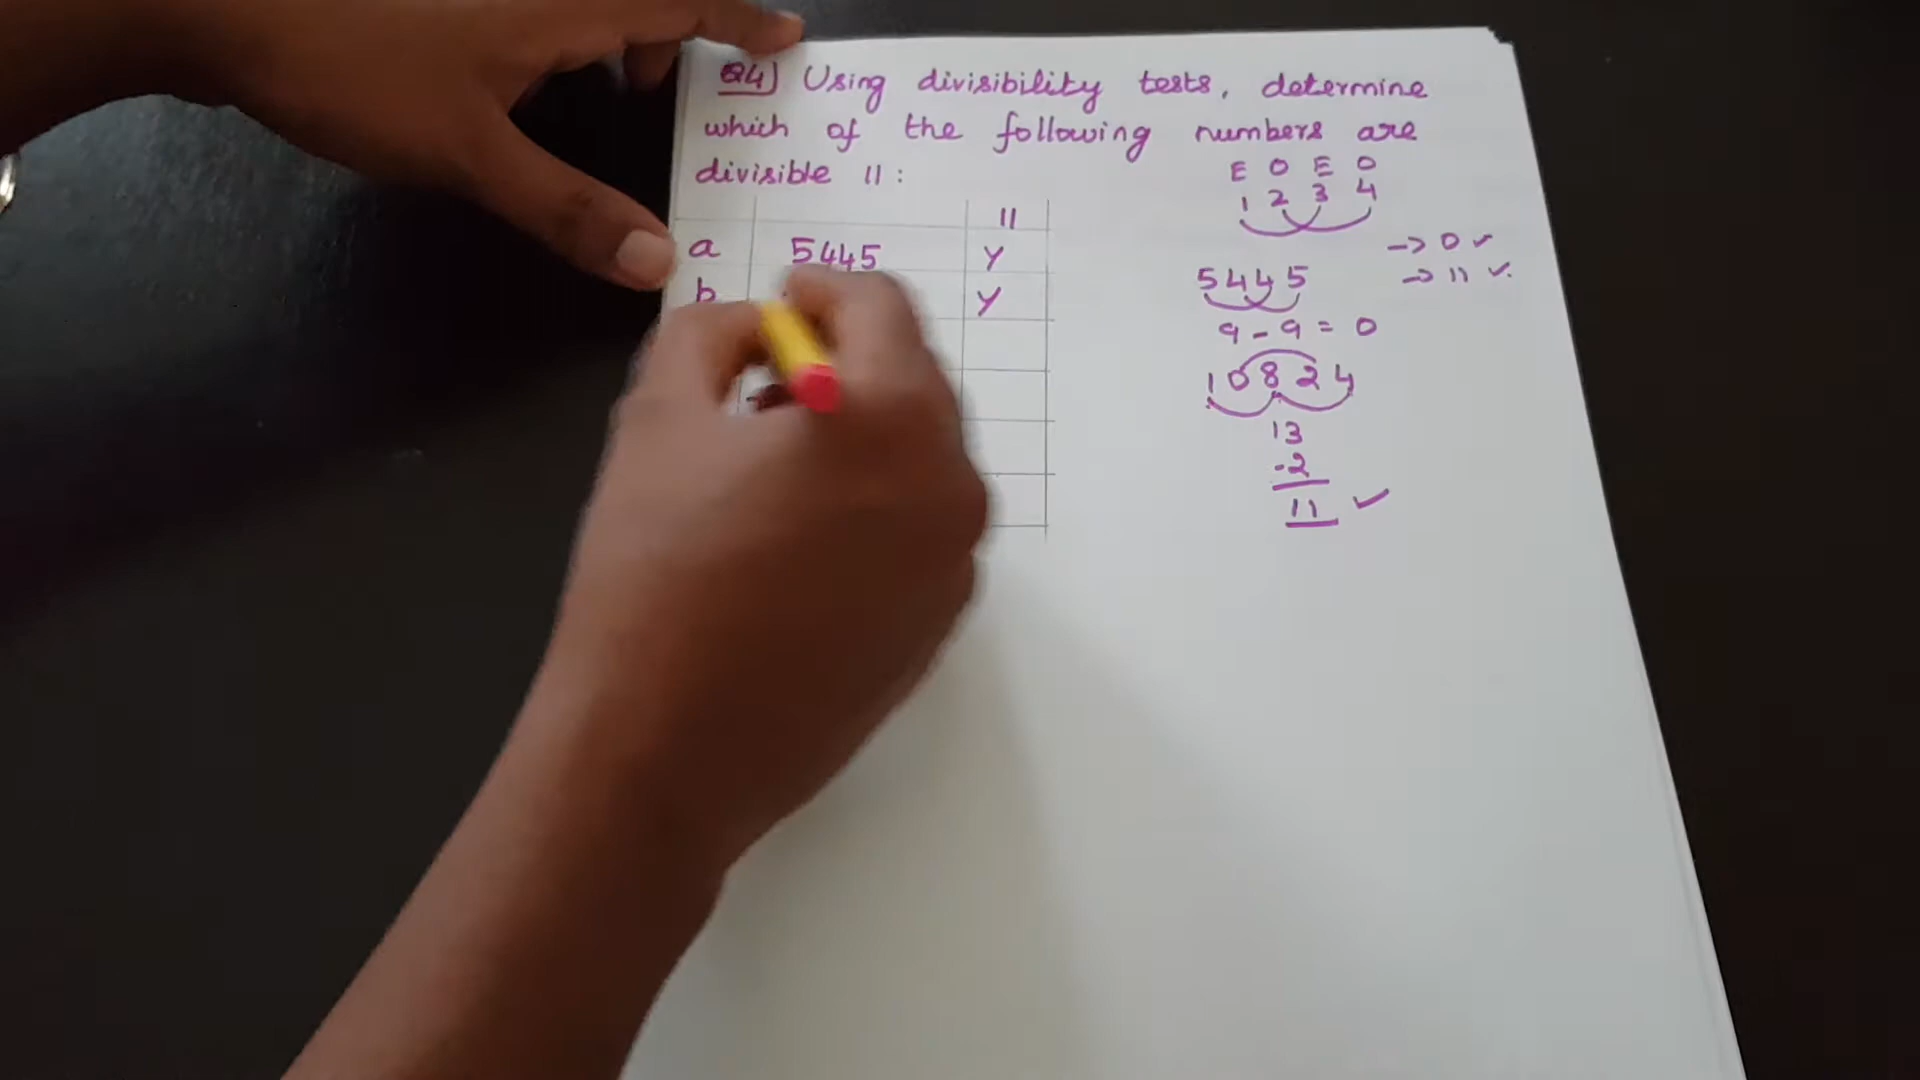 Q4) Using divisibility tests, determine
which of the following numbers are
divisible 11:
E O E O
1 2 3 4
11
a 5445 Y
b Y
→ 0 ✓
→ 11 ✓
5445
9 - 9 = 0
10824
13
-2
11 ✓